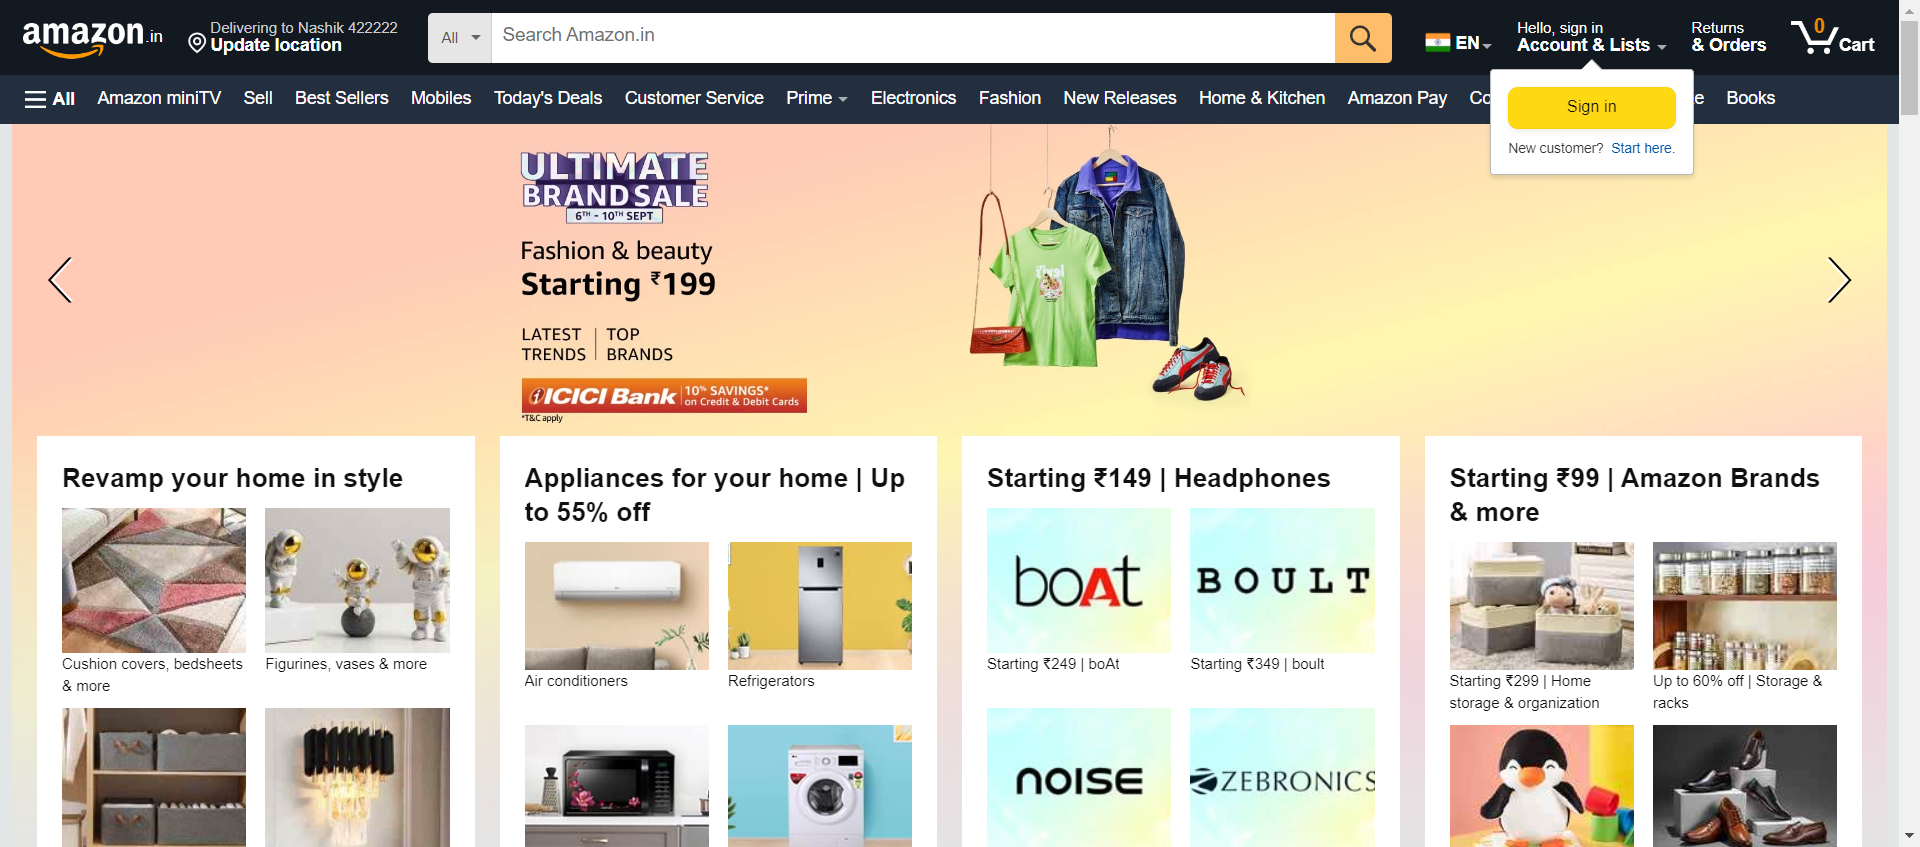 amazon.in
Delivering to Nashik 422222
Update location
All
Search Amazon.in
EN
Hello, sign in
Account & Lists
Returns
& Orders
0
Cart
All
Amazon miniTV
Sell
Best Sellers
Mobiles
Today's Deals
Customer Service
Prime
Electronics
Fashion
New Releases
Home & Kitchen
Amazon Pay
Books
Sign in
New customer? Start here.
ULTIMATE
BRAND SALE
6TH - 10TH SEPT
Fashion & beauty
Starting ₹199
LATEST
TRENDS
TOP
BRANDS
ICICI Bank
10% SAVINGS*
on Credit & Debit Cards
*T&C apply
Revamp your home in style
Cushion covers, bedsheets
& more
Figurines, vases & more
Appliances for your home | Up
to 55% off
Air conditioners
Refrigerators
Starting ₹149 | Headphones
boAt
BOULT
Starting ₹249 | boAt
Starting ₹349 | boult
noise
ZEBRONICS
Starting ₹99 | Amazon Brands
& more
Starting ₹299 | Home
storage & organization
Up to 60% off | Storage &
racks